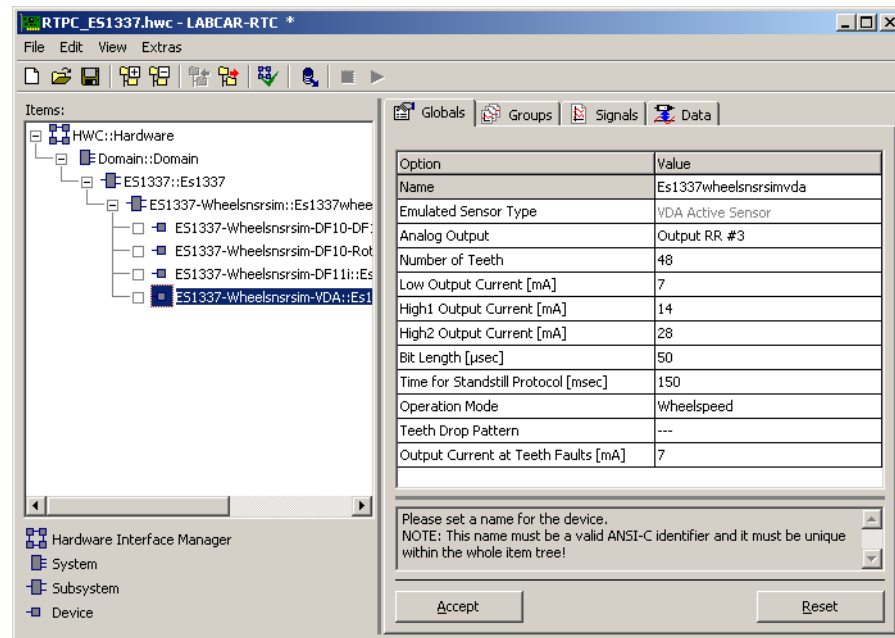 RTPC_ES1337.hwc - LABCAR-RTC *
File Edit View Extras
Items:
HWC::Hardware
Domain::Domain
ES1337::Es1337
ES1337-Wheelsnsrsim::Es1337whee
ES1337-Wheelsnsrsim-DF10-DF1
ES1337-Wheelsnsrsim-DF10-Rot
ES1337-Wheelsnsrsim-DF11i::Es
ES1337-Wheelsnsrsim-VDA::Es1
Hardware Interface Manager
System
Subsystem
Device
Globals Groups Signals Data
Option Value
Name Es1337wheelsnsrsimvda
Emulated Sensor Type VDA Active Sensor
Analog Output Output RR #3
Number of Teeth 48
Low Output Current [mA] 7
High1 Output Current [mA] 14
High2 Output Current [mA] 28
Bit Length [µsec] 50
Time for Standstill Protocol [msec] 150
Operation Mode Wheelspeed
Teeth Drop Pattern ---
Output Current at Teeth Faults [mA] 7
Please set a name for the device.
NOTE: This name must be a valid ANSI-C identifier and it must be unique
within the whole item tree!
Accept Reset